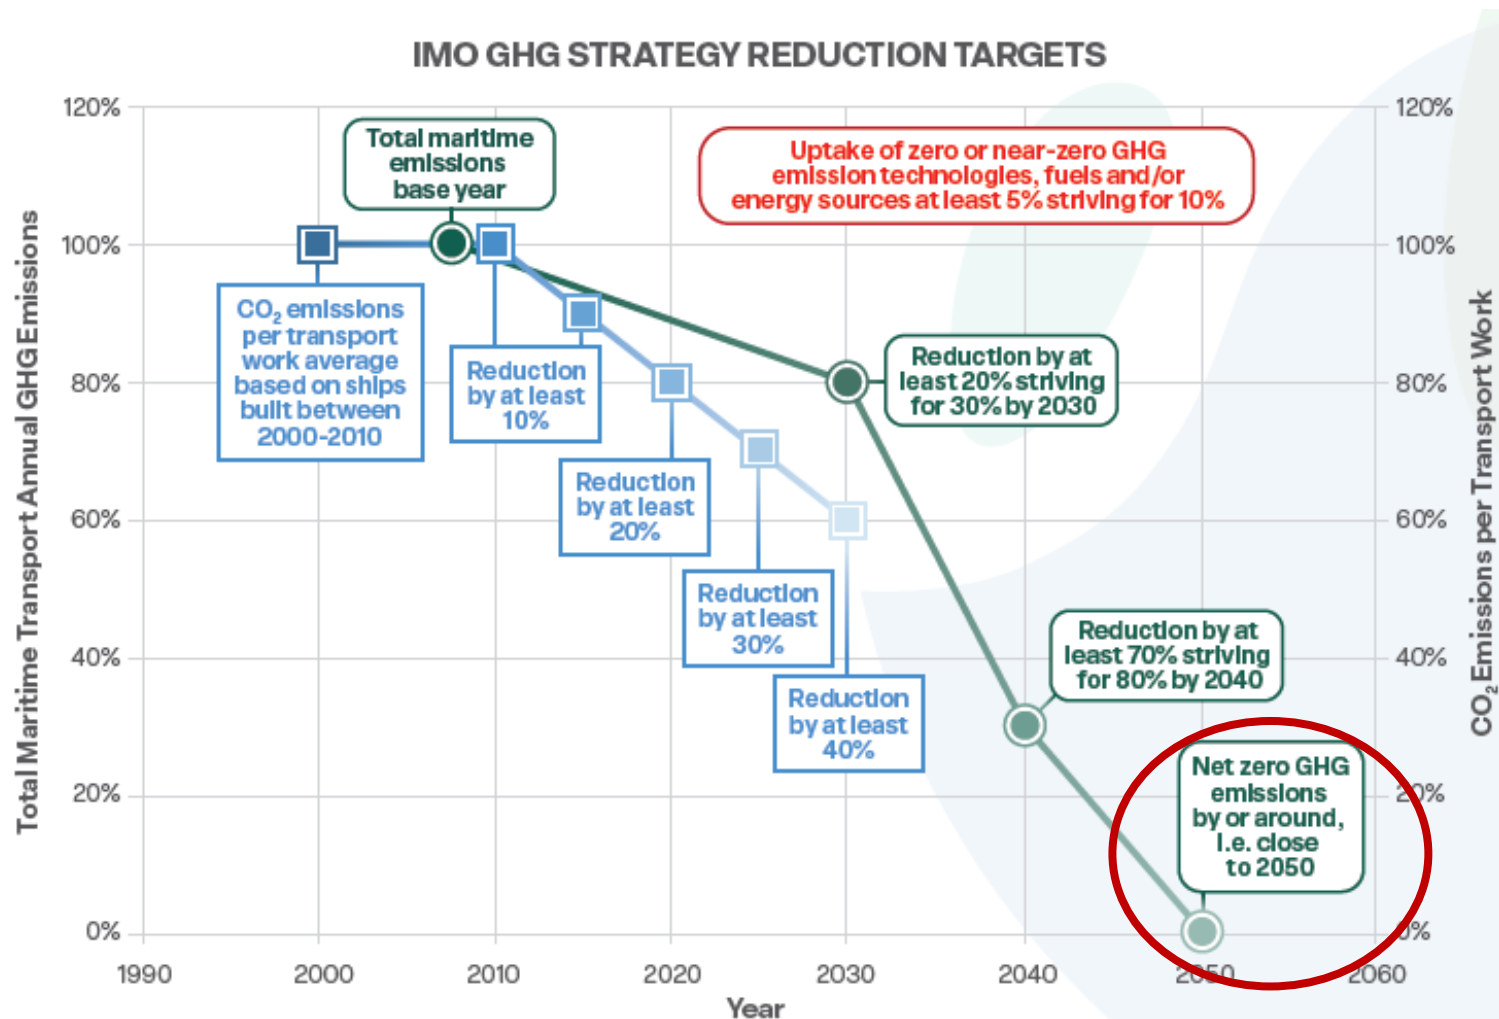 IMO GHG STRATEGY REDUCTION TARGETS
120%
100%
80%
60%
40%
20%
0%
Total Maritime Transport Annual GHG Emissions
Total maritime
emissions
base year
Uptake of zero or near-zero GHG
emission technologies, fuels and/or
energy sources at least 5% striving for 10%
CO₂ emissions
per transport
work average
based on ships
built between
2000-2010
Reduction
by at least
10%
Reduction
by at least
20%
Reduction
by at least
30%
Reduction
by at least
40%
Reduction by at
least 20% striving
for 30% by 2030
Reduction by at
least 70% striving
for 80% by 2040
Net zero GHG
emissions
by or around,
I.e. close
to 2050
120%
100%
80%
60%
40%
20%
0%
CO₂ Emissions per Transport Work
1990 2000 2010 2020 2030 2040 2050 2060
Year